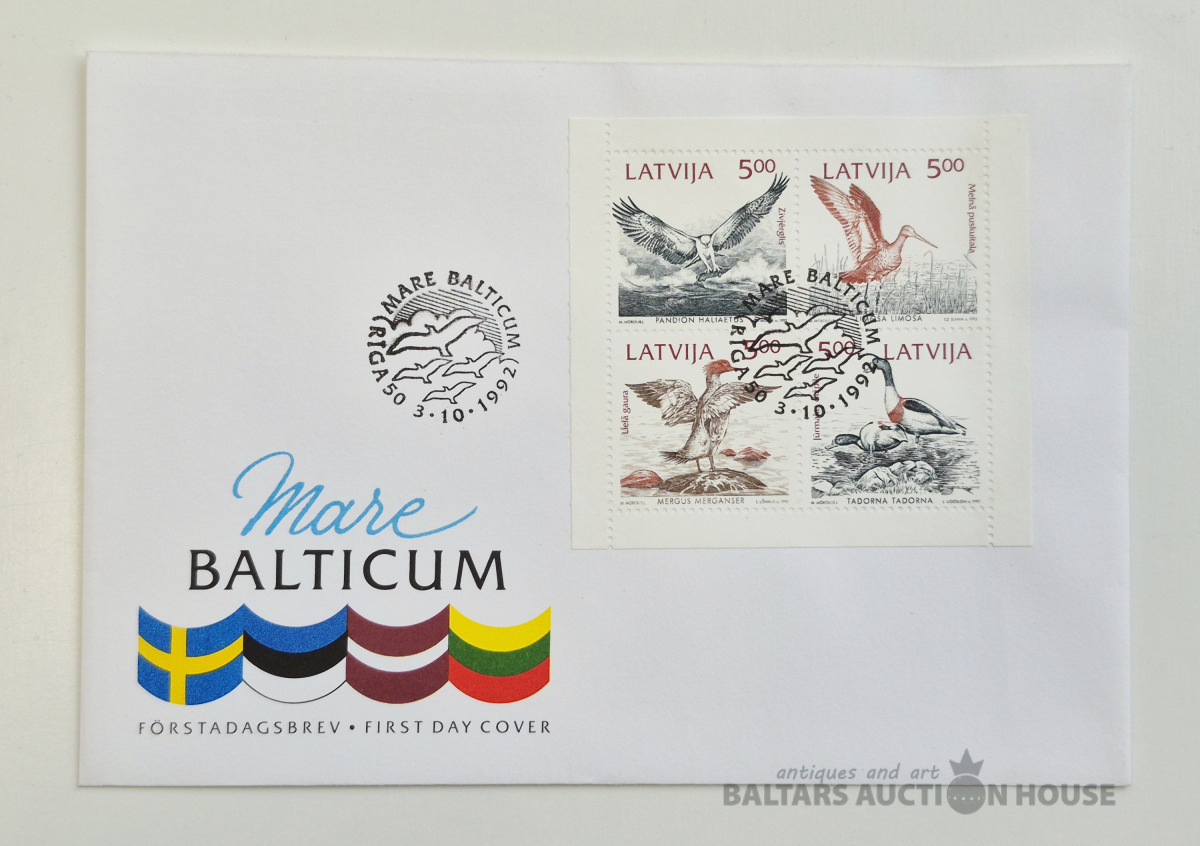 LATVIJA 5 00
Zivjērglis
PANDION HALIAETUS
LATVIJA 5 00
Melnā puskuitala
LIMOSA LIMOSA
LATVIJA 5 00
Lielā gaura
MERGUS MERGANSER
5 00 LATVIJA
TADORNA TADORNA
MARE BALTICUM
(RIGA 50 3·10·1992)
MARE BALTICUM
(RIGA 50 3·10·1992)
Mare
BALTICUM
FÖRSTADAGSBREV • FIRST DAY COVER
antiques and art
BALTARS AUCTION HOUSE